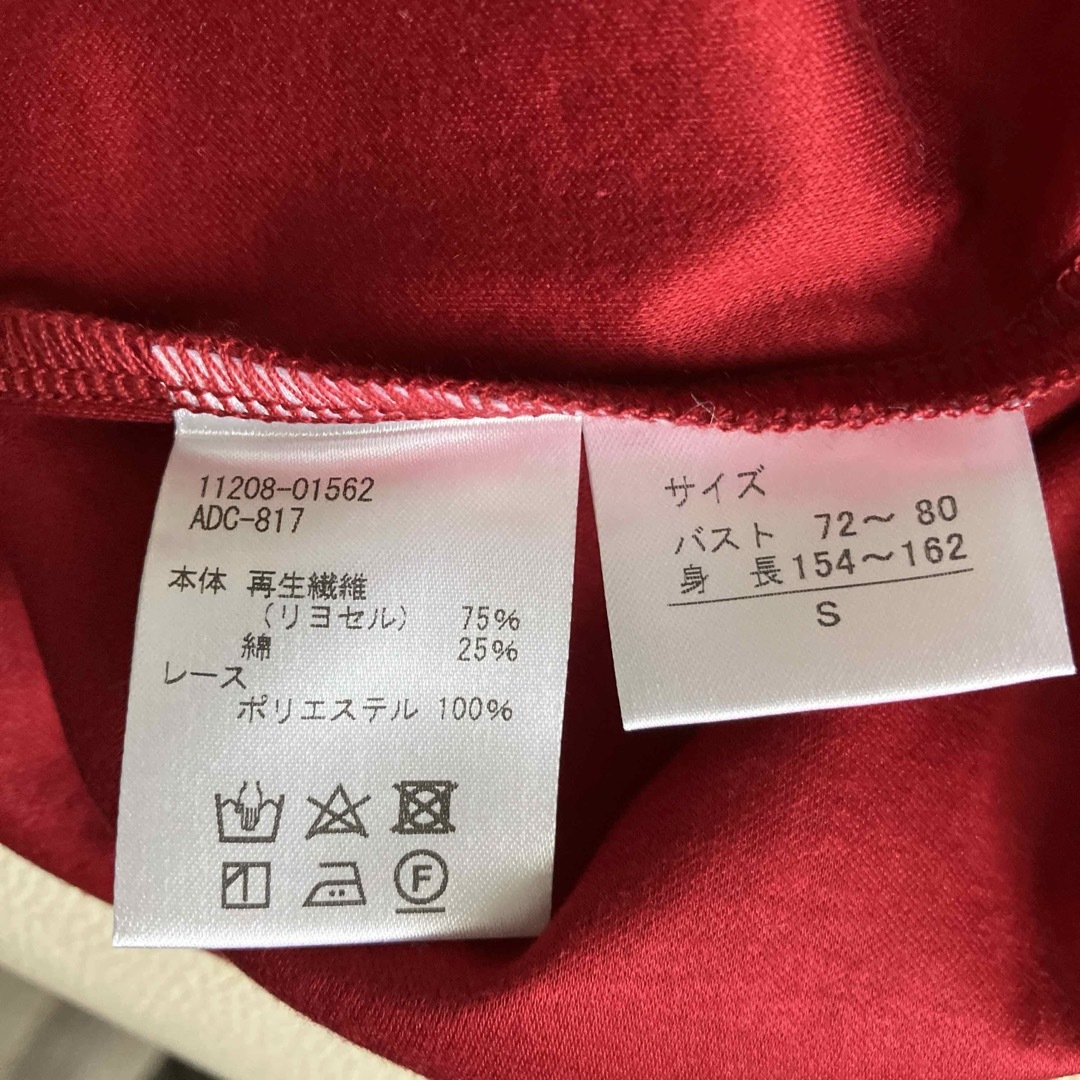 11208-01562
ADC-817
本体 再生繊維
(リヨセル) 75%
綿 25%
レース
ポリエステル 100%
F
サイズ
バスト 72～ 80
身 長 154～162
S